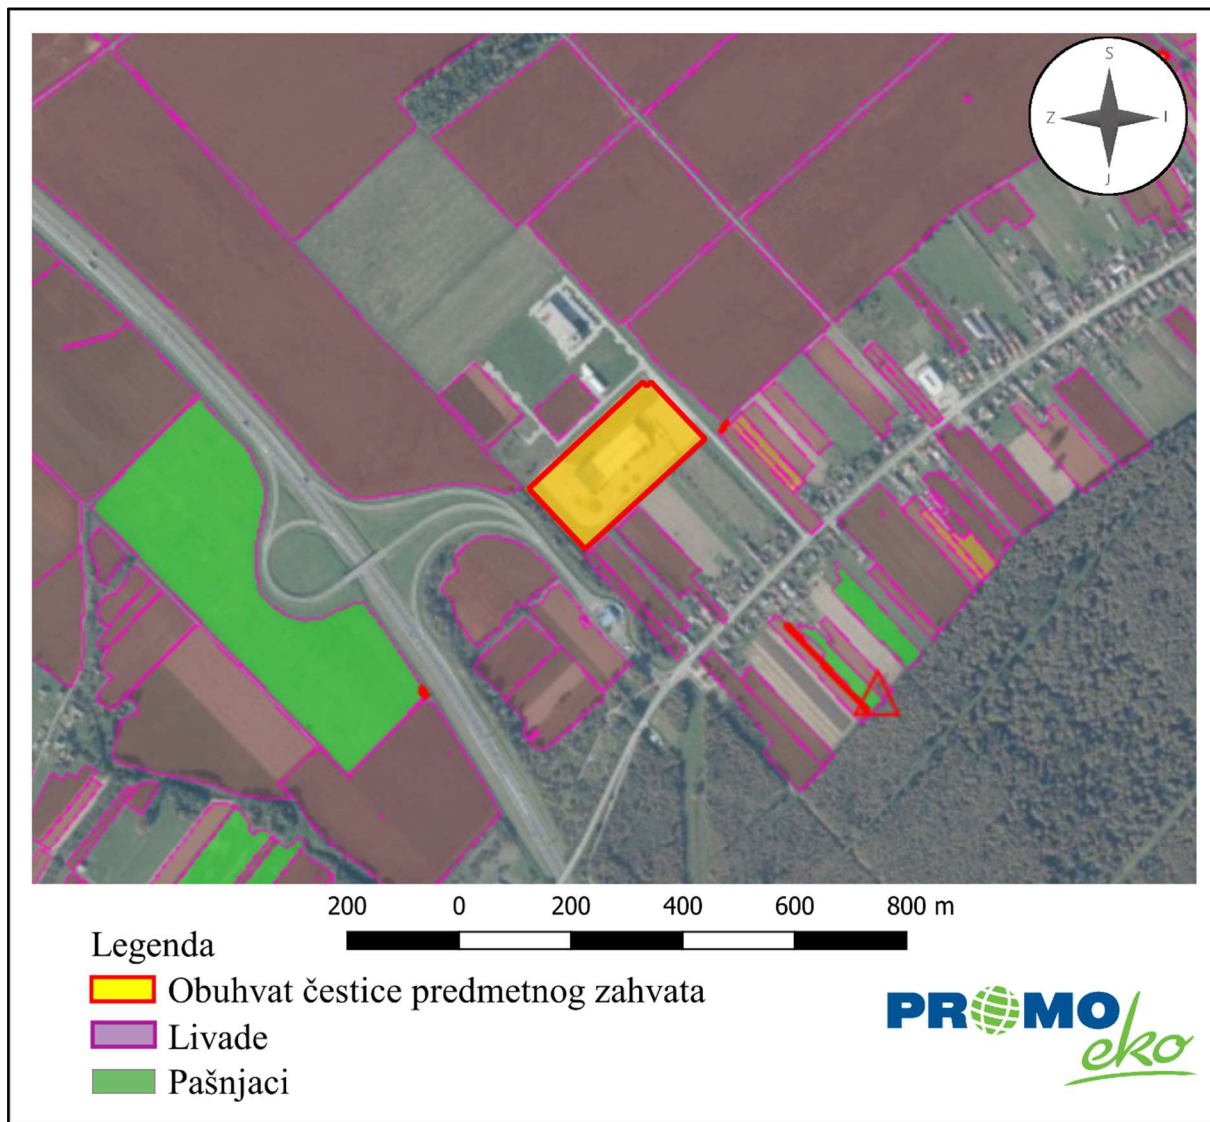 S
Z I
J
200 0 200 400 600 800 m
Legenda
Obuhvat čestice predmetnog zahvata
Livade
Pašnjaci
PROMO
eko